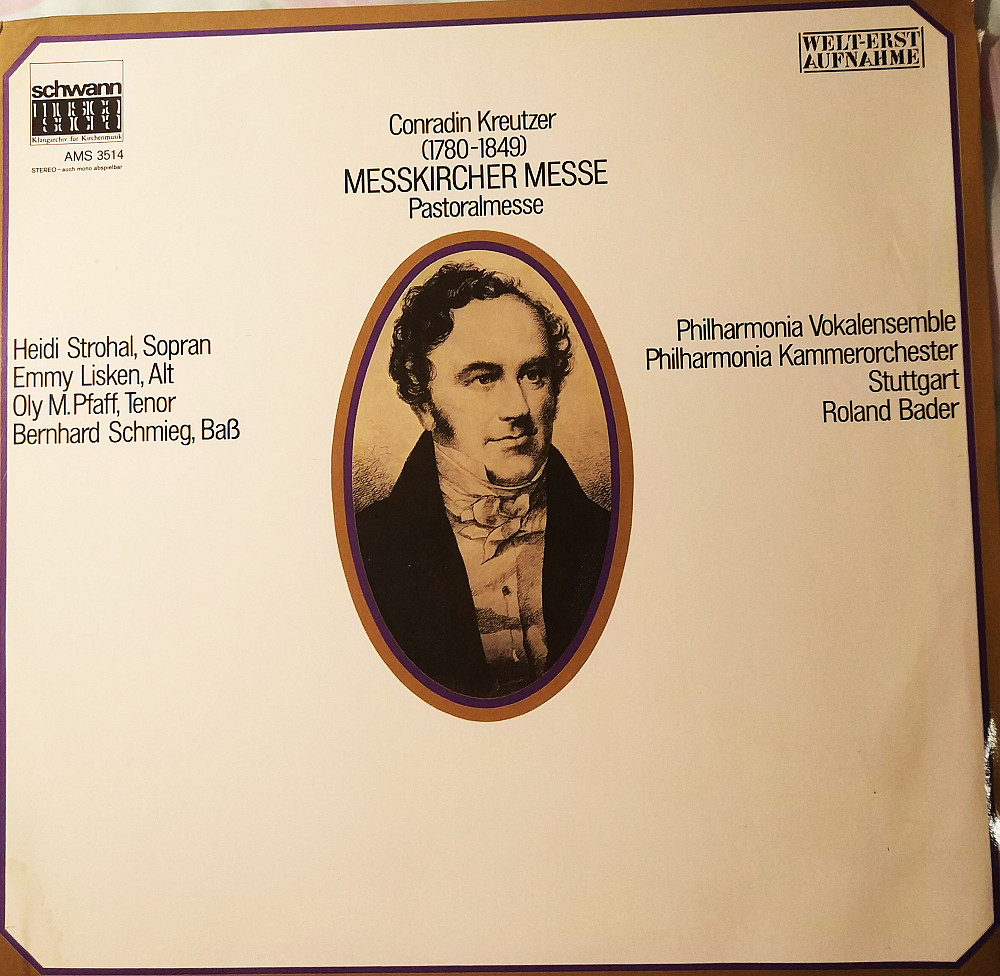 WELT-ERST
AUFNAHME
schwann
MUSICA
SACRA
Klangarchiv für Kirchenmusik
AMS 3514
STEREO – auch mono abspielbar
Conradin Kreutzer
(1780-1849)
MESSKIRCHER MESSE
Pastoralmesse
Heidi Strohal, Sopran
Emmy Lisken, Alt
Oly M. Pfaff, Tenor
Bernhard Schmieg, Baß
Philharmonia Vokalensemble
Philharmonia Kammerorchester
Stuttgart
Roland Bader